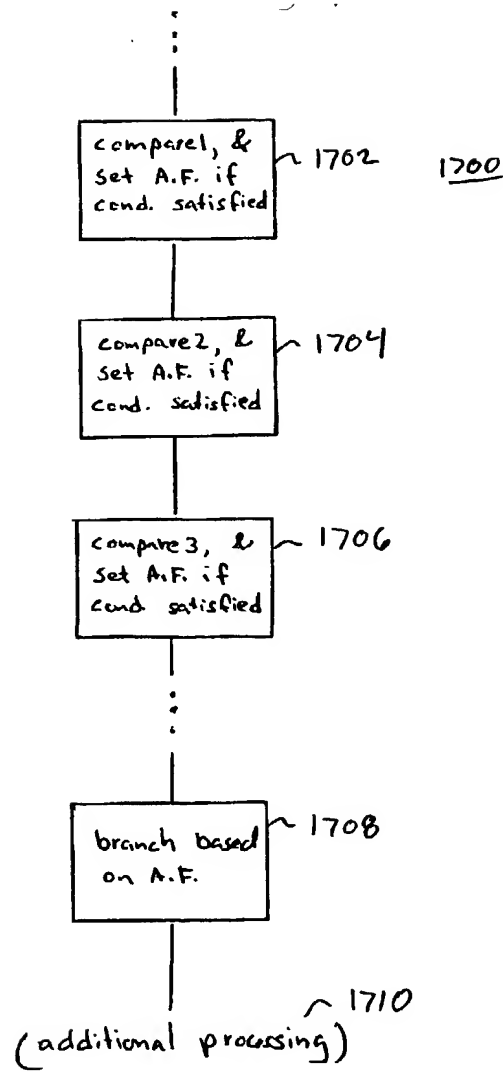 compare1, &
set A.F. if
cond. satisfied
1702
1700
compare2, &
set A.F. if
cond. satisfied
1704
compare3, &
set A.F. if
cond. satisfied
1706
branch based
on A.F.
1708
1710
(additional processing)